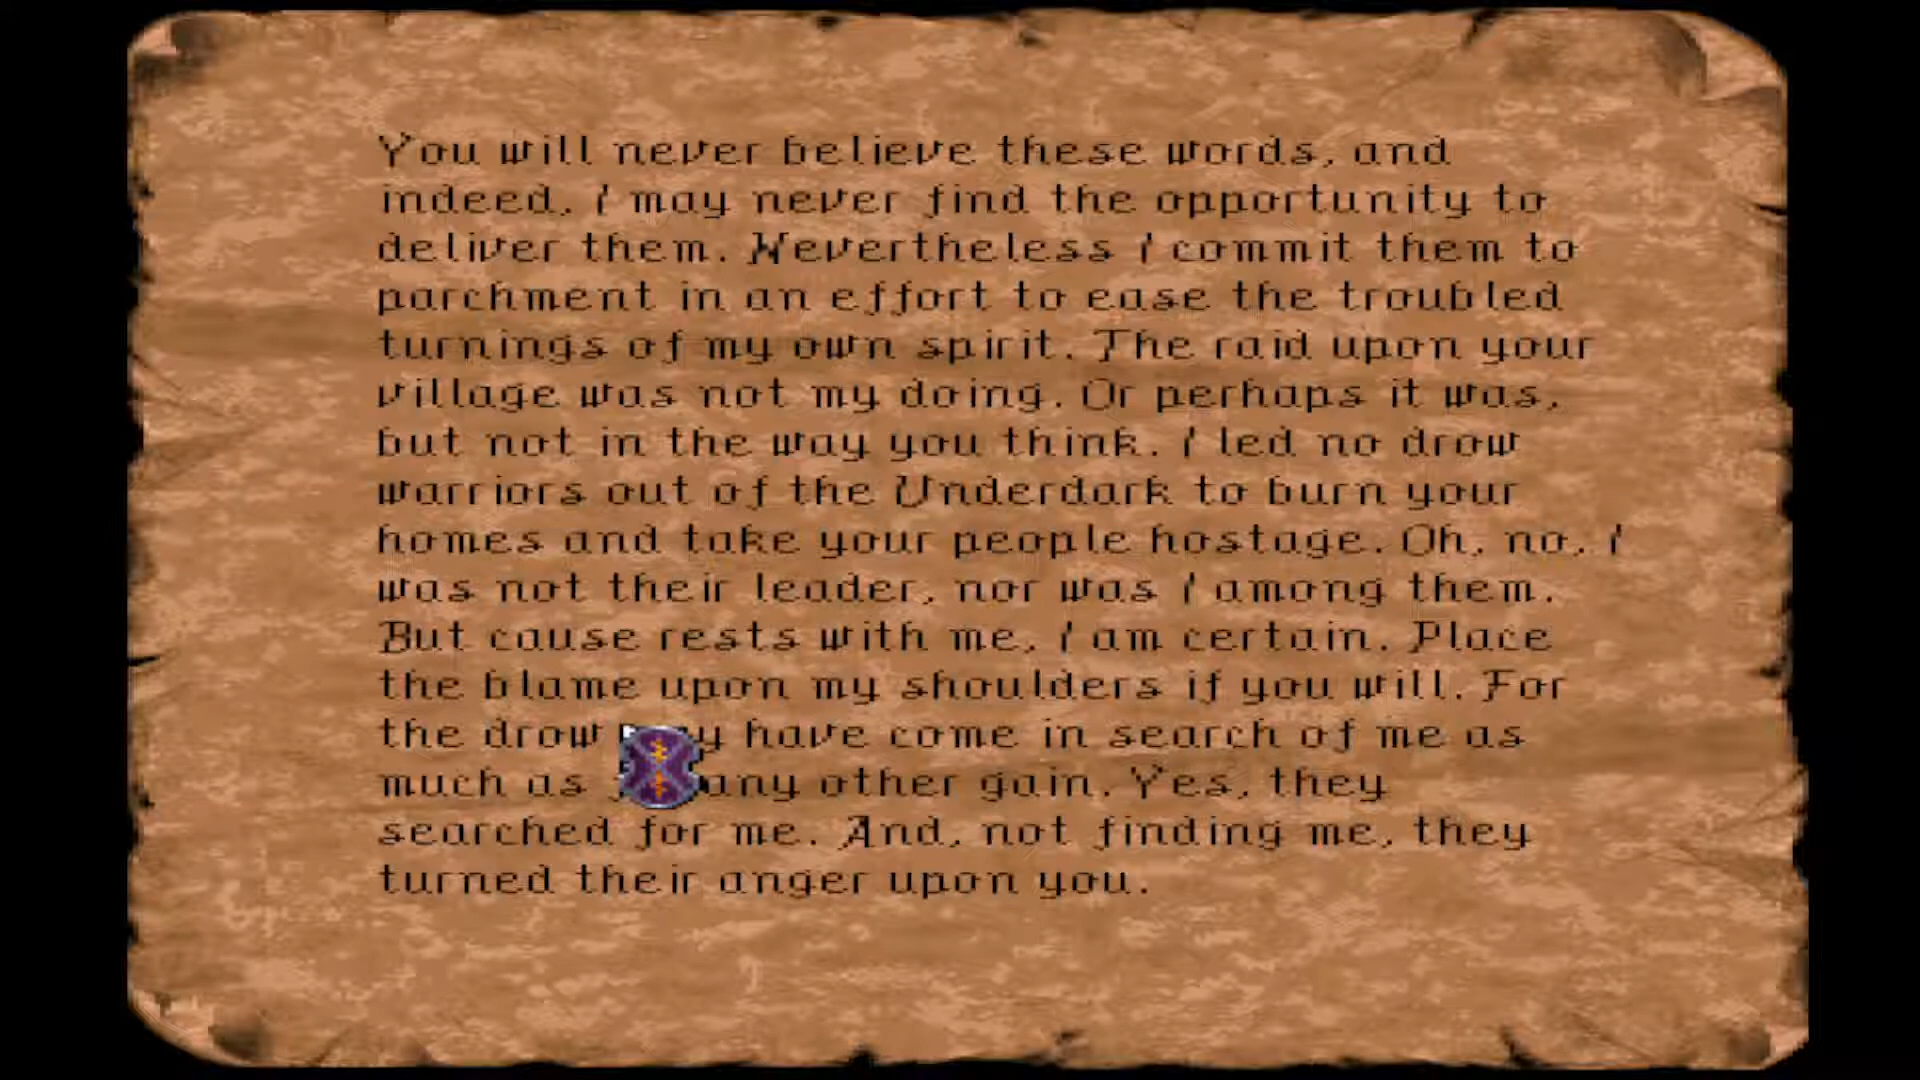 You will never believe these words, and
indeed, I may never find the opportunity to
deliver them. Nevertheless I commit them to
parchment in an effort to ease the troubled
turnings of my own spirit. The raid upon your
village was not my doing. Or perhaps it was,
but not in the way you think. I led no drow
warriors out of the Underdark to burn your
homes and take your people hostage. Oh, no, I
was not their leader, nor was I among them.
But cause rests with me, I am certain. Place
the blame upon my shoulders if you will. For
the drow have come in search of me as
much as any other gain. Yes, they
searched for me. And, not finding me, they
turned their anger upon you.